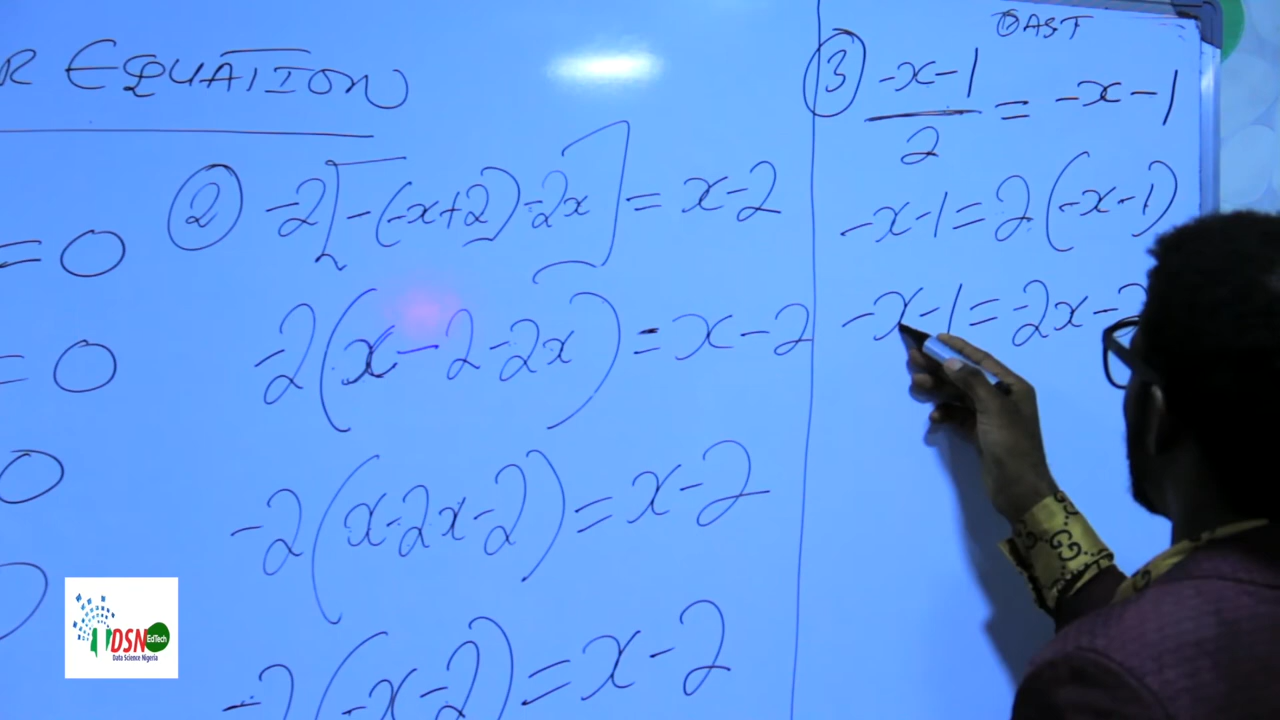 R EQUATION
= 0
= 0
0
② -2[-(-x+2)-2x] = x-2
-2(x-2-2x) = x-2
-2(x-2x-2) = x-2
-2(-x-2) = x-2
PAST
③ -x-1/2 = -x-1
-x-1 = 2(-x-1)
-x-1 = -2x-2
DSN EdTech
Data Science Nigeria